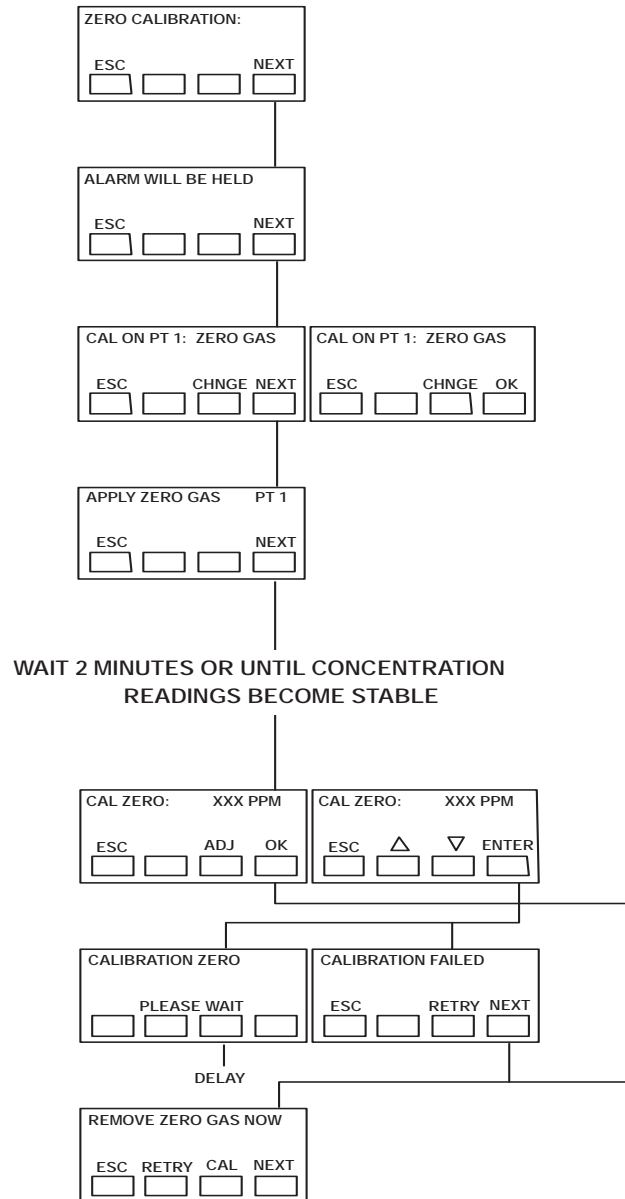 ZERO CALIBRATION:
ESC NEXT
ALARM WILL BE HELD
ESC NEXT
CAL ON PT 1: ZERO GAS
ESC CHNGE NEXT
CAL ON PT 1: ZERO GAS
ESC CHNGE OK
APPLY ZERO GAS PT 1
ESC NEXT
WAIT 2 MINUTES OR UNTIL CONCENTRATION
READINGS BECOME STABLE
CAL ZERO: XXX PPM
ESC ADJ OK
CAL ZERO: XXX PPM
ESC △ ▽ ENTER
CALIBRATION ZERO
PLEASE WAIT
CALIBRATION FAILED
ESC RETRY NEXT
DELAY
REMOVE ZERO GAS NOW
ESC RETRY CAL NEXT